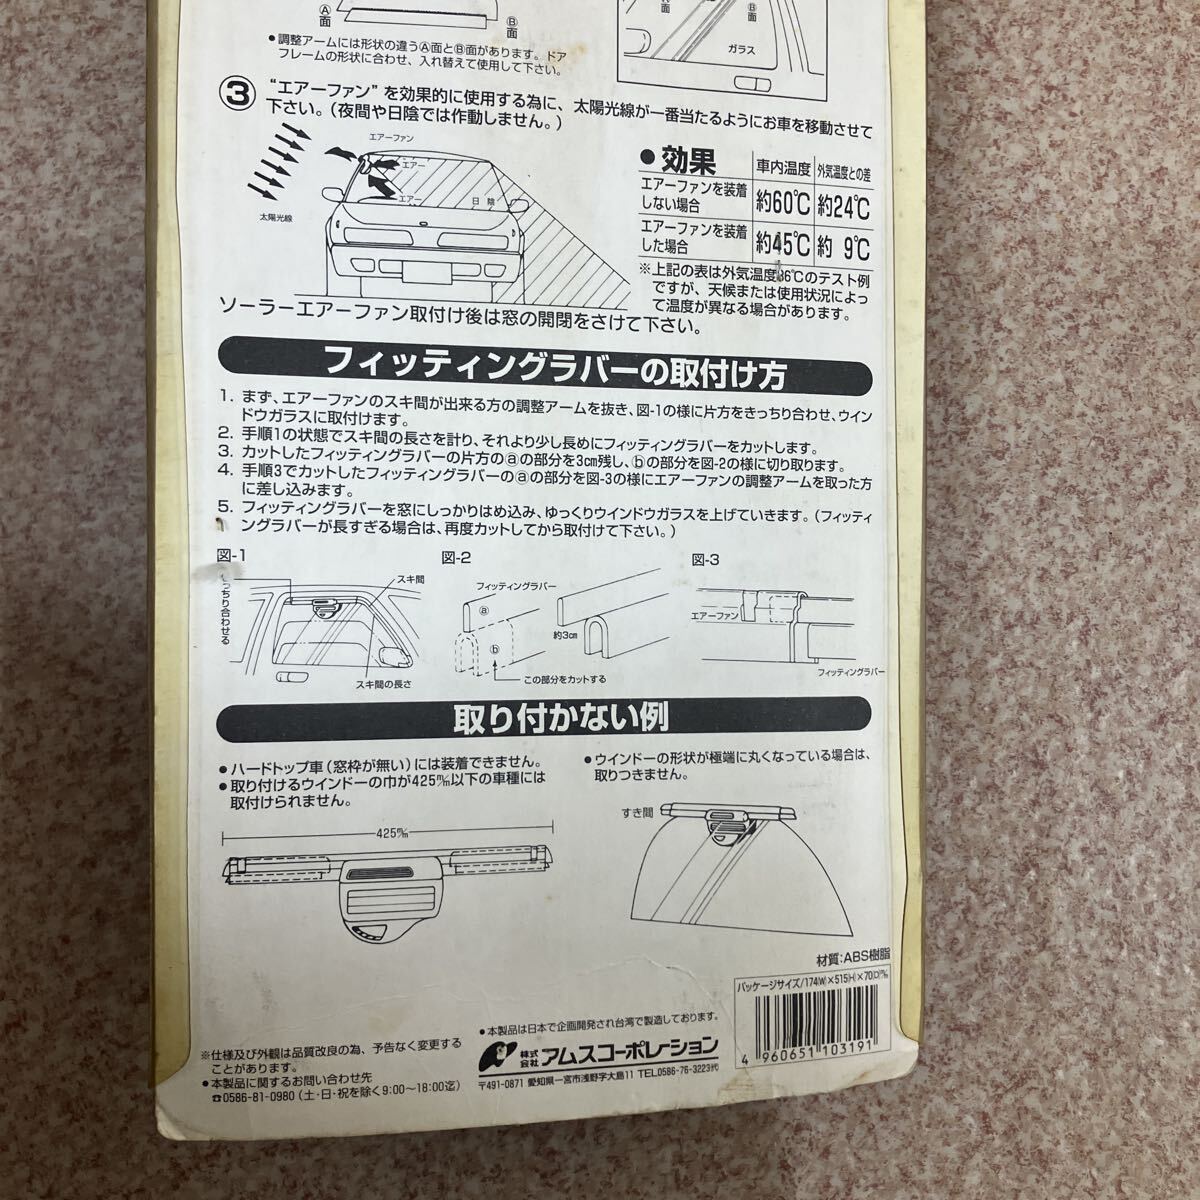 Ⓐ面
Ⓑ面
●調整アームには形状の違うⒶ面とⒷ面があります。ドア
フレームの形状に合わせ、入れ替えて使用して下さい。
面
Ⓑ面
ガラス
③ “エアーファン”を効果的に使用する為に、太陽光線が一番当たるようにお車を移動させて
下さい。(夜間や日陰では作動しません。)
エアーファン
エアー
エアー
日陰
太陽光線
●効果
車内温度
外気温度との差
エアーファンを装着
しない場合
約60℃
約24℃
エアーファンを装着
した場合
約45℃
約 9℃
※上記の表は外気温度36℃のテスト例
ですが、天候または使用状況によっ
て温度が異なる場合があります。
ソーラーエアーファン取付け後は窓の開閉をさけて下さい。
フィッティングラバーの取付け方
1. まず、エアーファンのスキ間が出来る方の調整アームを抜き、図-1の様に片方をきっちり合わせ、ウイン
ドウガラスに取付けます。
2. 手順1の状態でスキ間の長さを計り、それより少し長めにフィッティングラバーをカットします。
3. カットしたフィッティングラバーの片方のⓐの部分を3㎝残し、ⓑの部分を図-2の様に切り取ります。
4. 手順3でカットしたフィッティングラバーのⓐの部分を図-3の様にエアーファンの調整アームを取った方
に差し込みます。
5. フィッティングラバーを窓にしっかりはめ込み、ゆっくりウインドウガラスを上げていきます。(フィッティ
ングラバーが長すぎる場合は、再度カットしてから取付けて下さい。)
図-1
っちり合わせる
スキ間
スキ間の長さ
図-2
フィッティングラバー
ⓐ
ⓑ
約3㎝
この部分をカットする
図-3
エアーファン
フィッティングラバー
取り付かない例
●ハードトップ車(窓枠が無い)には装着できません。
●取り付けるウインドーの巾が425㎜以下の車種には
取付けられません。
425㎜
●ウインドーの形状が極端に丸くなっている場合は、
取りつきません。
すき間
材質:ABS樹脂
パッケージサイズ/174(W)×515(H)×70(D)㎜
4 960651 103191
※仕様及び外観は品質改良の為、予告なく変更する
ことがあります。
●本製品に関するお問い合わせ先
☎0586-81-0980(土・日・祝を除く9:00〜18:00迄)
●本製品は日本で企画開発され台湾で製造しております。
株式会社 アムスコーポレーション
〒491-0871 愛知県一宮市浅野字大島11 TEL0586-76-3223㈹